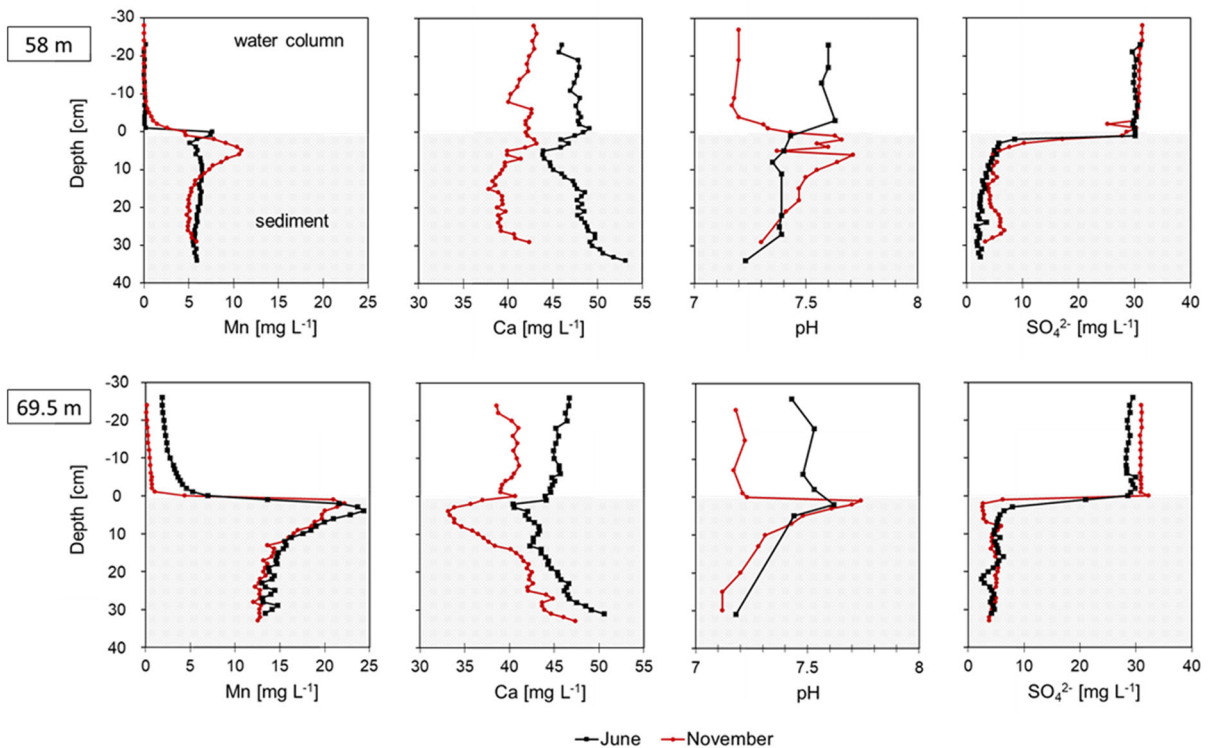 58 m
-30
-20
-10
0
10
20
30
40
Depth [cm]
water column
sediment
0 5 10 15 20 25
Mn [mg L⁻¹]
30 35 40 45 50 55
Ca [mg L⁻¹]
7 7.5 8
pH
0 10 20 30 40
SO₄²⁻ [mg L⁻¹]
69.5 m
-30
-20
-10
0
10
20
30
40
Depth [cm]
0 5 10 15 20 25
Mn [mg L⁻¹]
30 35 40 45 50 55
Ca [mg L⁻¹]
7 7.5 8
pH
0 10 20 30 40
SO₄²⁻ [mg L⁻¹]
June November